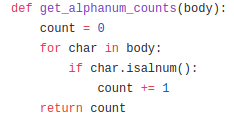 def get_alphanum_counts(body):
    count = 0
    for char in body:
        if char.isalnum():
            count += 1
    return count